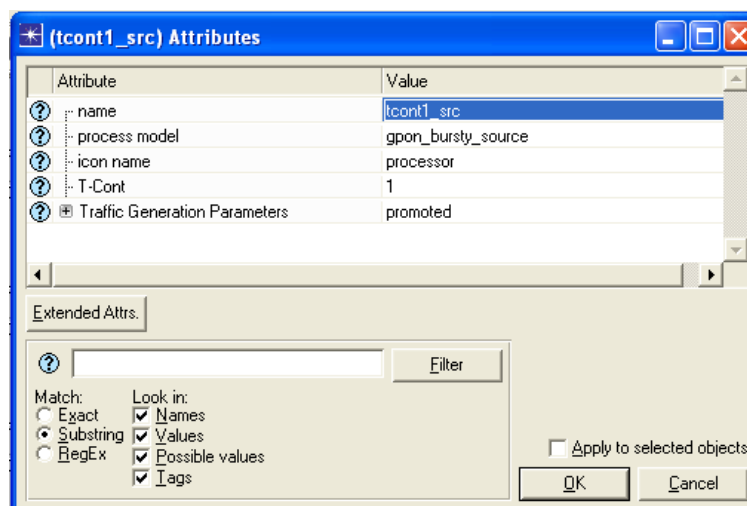 (tcont1_src) Attributes
Attribute Value
name tcont1_src
process model gpon_bursty_source
icon name processor
T-Cont 1
Traffic Generation Parameters promoted
Extended Attrs.
Filter
Match: Look in:
Exact Names
Substring Values
RegEx Possible values
Tags
Apply to selected objects
OK Cancel